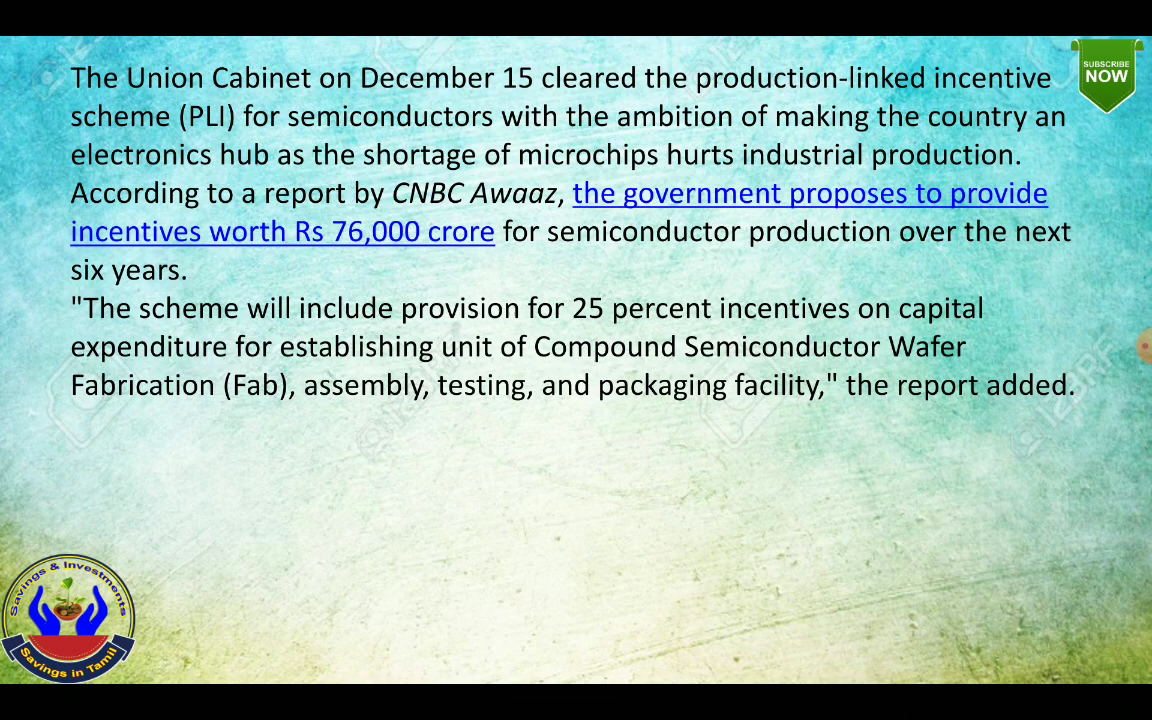 The Union Cabinet on December 15 cleared the production-linked incentive
scheme (PLI) for semiconductors with the ambition of making the country an
electronics hub as the shortage of microchips hurts industrial production.
According to a report by CNBC Awaaz, the government proposes to provide
incentives worth Rs 76,000 crore for semiconductor production over the next
six years.
"The scheme will include provision for 25 percent incentives on capital
expenditure for establishing unit of Compound Semiconductor Wafer
Fabrication (Fab), assembly, testing, and packaging facility," the report added.
SUBSCRIBE
NOW
Savings & Investments
Savings in Tamil